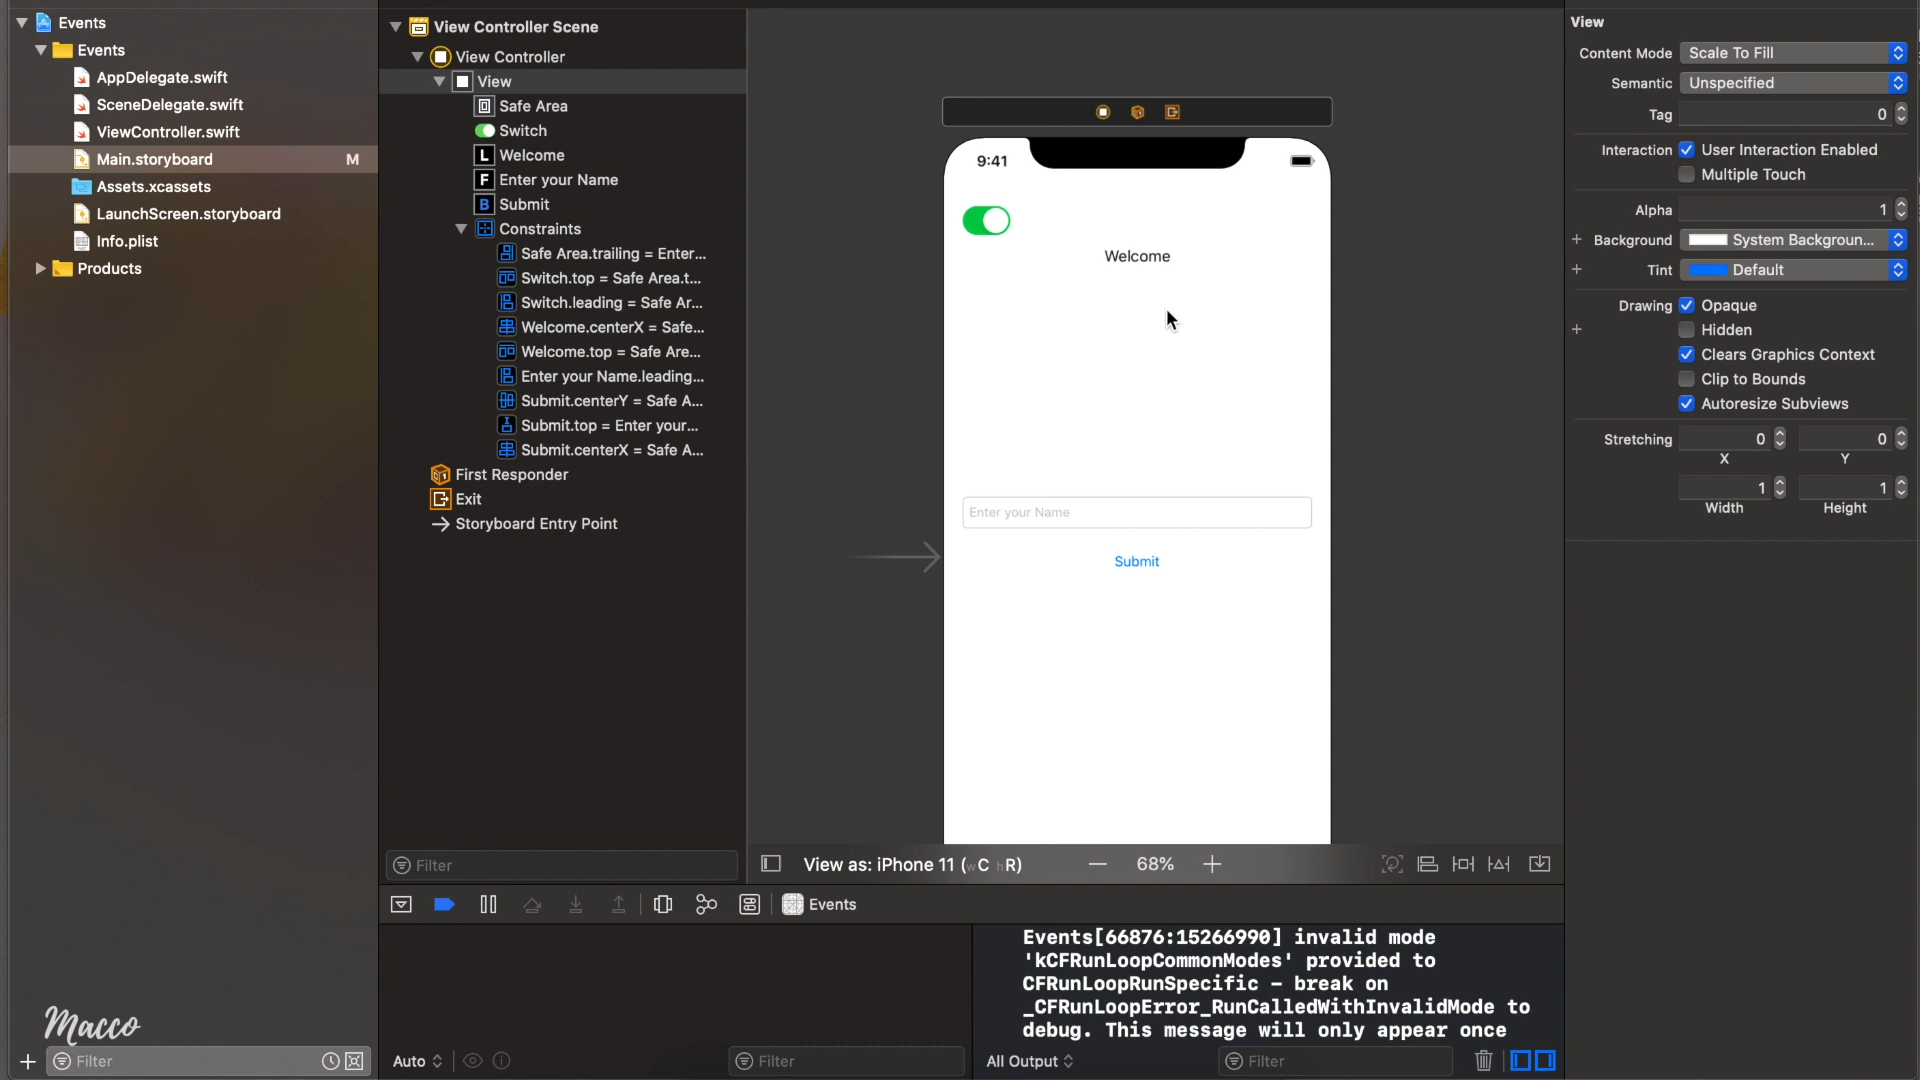 Events
Events
AppDelegate.swift
SceneDelegate.swift
ViewController.swift
Main.storyboard M
Assets.xcassets
LaunchScreen.storyboard
Info.plist
Products
Macco
Filter
View Controller Scene
View Controller
View
Safe Area
Switch
L Welcome
F Enter your Name
B Submit
Constraints
Safe Area.trailing = Enter...
Switch.top = Safe Area.t...
Switch.leading = Safe Ar...
Welcome.centerX = Safe...
Welcome.top = Safe Are...
Enter your Name.leading...
Submit.centerY = Safe A...
Submit.top = Enter your...
Submit.centerX = Safe A...
First Responder
Exit
Storyboard Entry Point
Filter
9:41
Welcome
Enter your Name
Submit
View as: iPhone 11 (wC hR)
68%
Events
Events[66876:15266990] invalid mode
'kCFRunLoopCommonModes' provided to
CFRunLoopRunSpecific - break on
_CFRunLoopError_RunCalledWithInvalidMode to
debug. This message will only appear once
Auto
Filter
All Output
Filter
View
Content Mode Scale To Fill
Semantic Unspecified
Tag 0
Interaction User Interaction Enabled
Multiple Touch
Alpha 1
+ Background System Backgroun...
+ Tint Default
Drawing Opaque
+ Hidden
Clears Graphics Context
Clip to Bounds
Autoresize Subviews
Stretching 0 0
X Y
1 1
Width Height